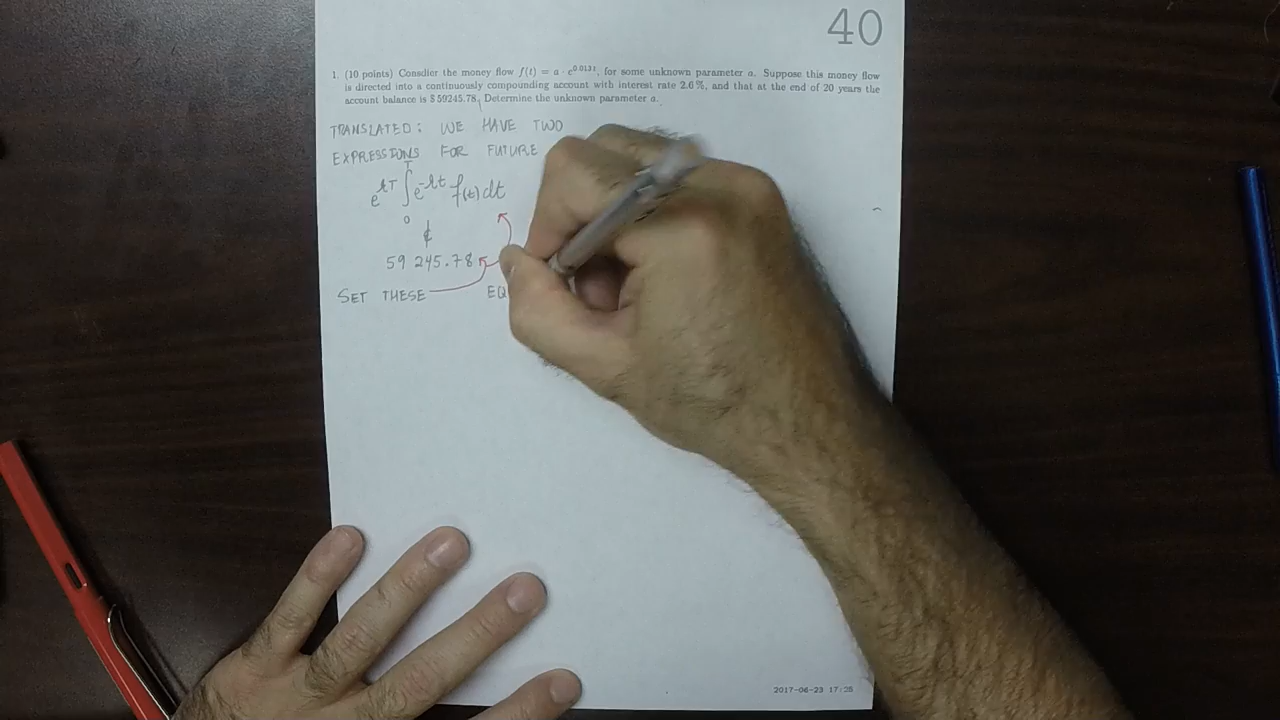 40
1. (10 points) Consdier the money flow f(t) = a · e^{0.013 t}, for some unknown parameter a. Suppose this money flow
is directed into a continuously compounding account with interest rate 2.6%, and that at the end of 20 years the
account balance is $59245.78. Determine the unknown parameter a.
TRANSLATED: WE HAVE TWO
EXPRESSIONS FOR FUTURE
e^{rT} ∫_0^T e^{-rt} f(t) dt
¢
59 245.78
SET THESE EQ
2017-06-23 17:28